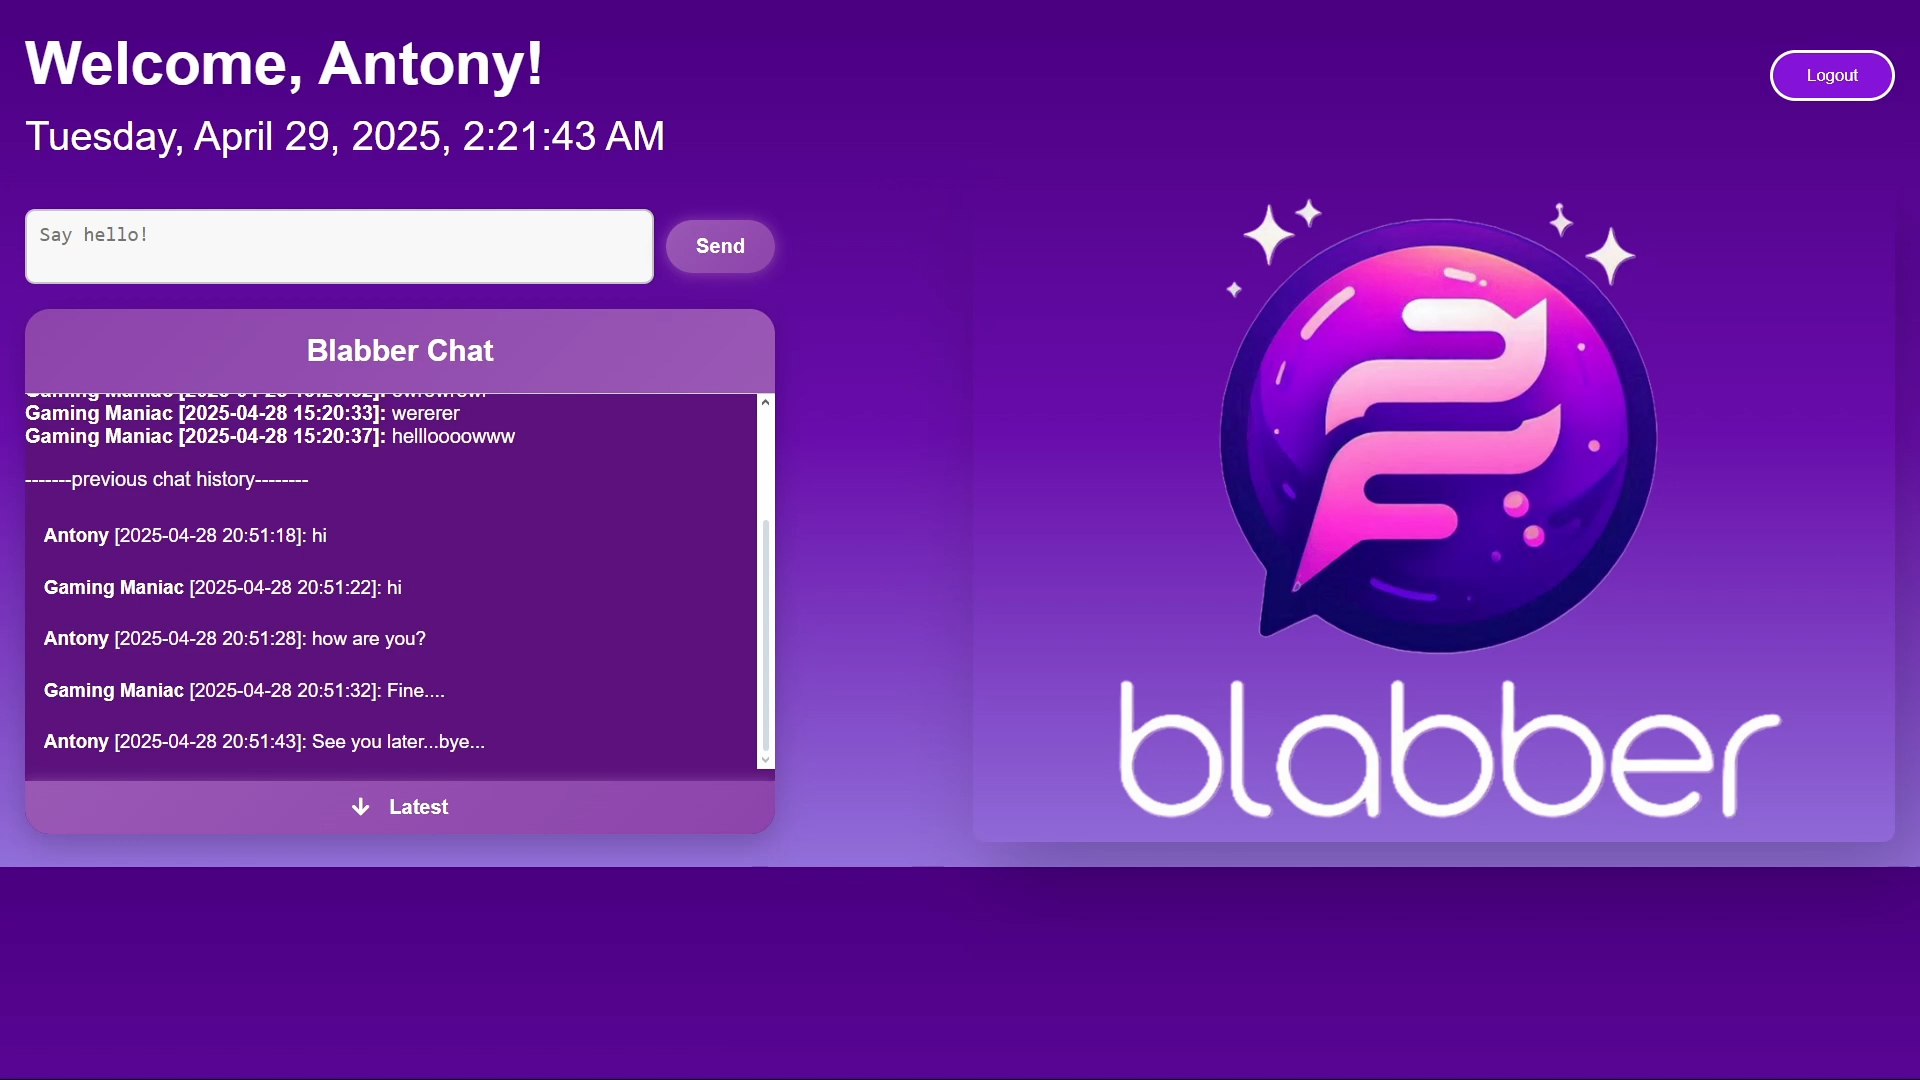 Welcome, Antony!
Logout
Tuesday, April 29, 2025, 2:21:43 AM
Say hello!
Send
Blabber Chat
Gaming Maniac [2025-04-28 15:20:33]: wererer
Gaming Maniac [2025-04-28 15:20:37]: hellloooowww
-------previous chat history--------
Antony [2025-04-28 20:51:18]: hi
Gaming Maniac [2025-04-28 20:51:22]: hi
Antony [2025-04-28 20:51:28]: how are you?
Gaming Maniac [2025-04-28 20:51:32]: Fine....
Antony [2025-04-28 20:51:43]: See you later...bye...
Latest
blabber